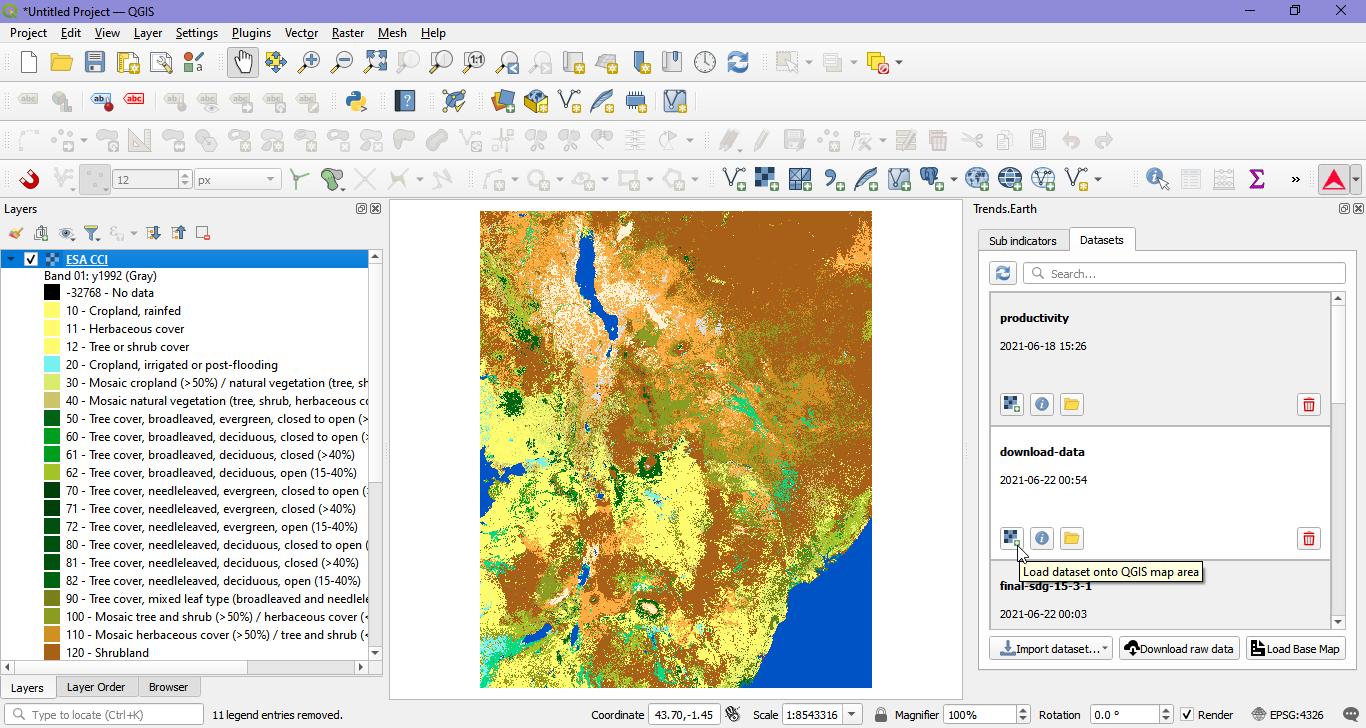 *Untitled Project — QGIS
Project Edit View Layer Settings Plugins Vector Raster Mesh Help
1:1
abc abc abc
abc abc abc abc abc abc
12 px »
Layers
ESA CCI
Band 01: y1992 (Gray)
-32768 - No data
10 - Cropland, rainfed
11 - Herbaceous cover
12 - Tree or shrub cover
20 - Cropland, irrigated or post-flooding
30 - Mosaic cropland (>50%) / natural vegetation (tree, sh
40 - Mosaic natural vegetation (tree, shrub, herbaceous co
50 - Tree cover, broadleaved, evergreen, closed to open (>
60 - Tree cover, broadleaved, deciduous, closed to open (>
61 - Tree cover, broadleaved, deciduous, closed (>40%)
62 - Tree cover, broadleaved, deciduous, open (15-40%)
70 - Tree cover, needleleaved, evergreen, closed to open (
71 - Tree cover, needleleaved, evergreen, closed (>40%)
72 - Tree cover, needleleaved, evergreen, open (15-40%)
80 - Tree cover, needleleaved, deciduous, closed to open (
81 - Tree cover, needleleaved, deciduous, closed (>40%)
82 - Tree cover, needleleaved, deciduous, open (15-40%)
90 - Tree cover, mixed leaf type (broadleaved and needlele
100 - Mosaic tree and shrub (>50%) / herbaceous cover (<
110 - Mosaic herbaceous cover (>50%) / tree and shrub (<
120 - Shrubland
Layers Layer Order Browser
Trends.Earth
Sub indicators Datasets
Search...
productivity
2021-06-18 15:26
download-data
2021-06-22 00:54
Load dataset onto QGIS map area
final-sdg-15-3-1
2021-06-22 00:03
Import dataset... Download raw data Load Base Map
Type to locate (Ctrl+K) 11 legend entries removed. Coordinate 43.70,-1.45 Scale 1:8543316 Magnifier 100% Rotation 0.0 ° Render EPSG:4326